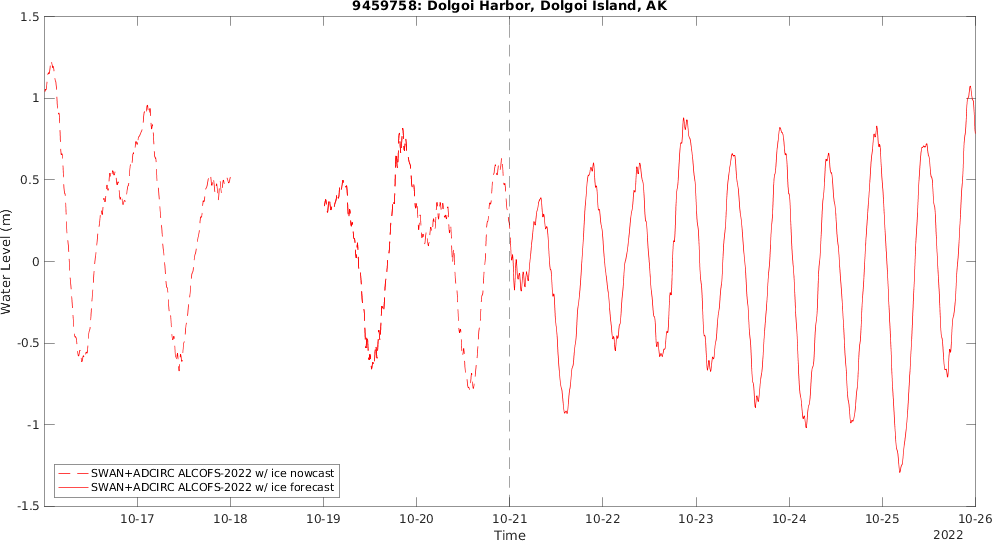 9459758: Dolgoi Harbor, Dolgoi Island, AK
1.5
1
0.5
0
-0.5
-1
-1.5
Water Level (m)
SWAN+ADCIRC ALCOFS-2022 w/ ice nowcast
SWAN+ADCIRC ALCOFS-2022 w/ ice forecast
10-17 10-18 10-19 10-20 10-21 10-22 10-23 10-24 10-25 10-26
Time
2022